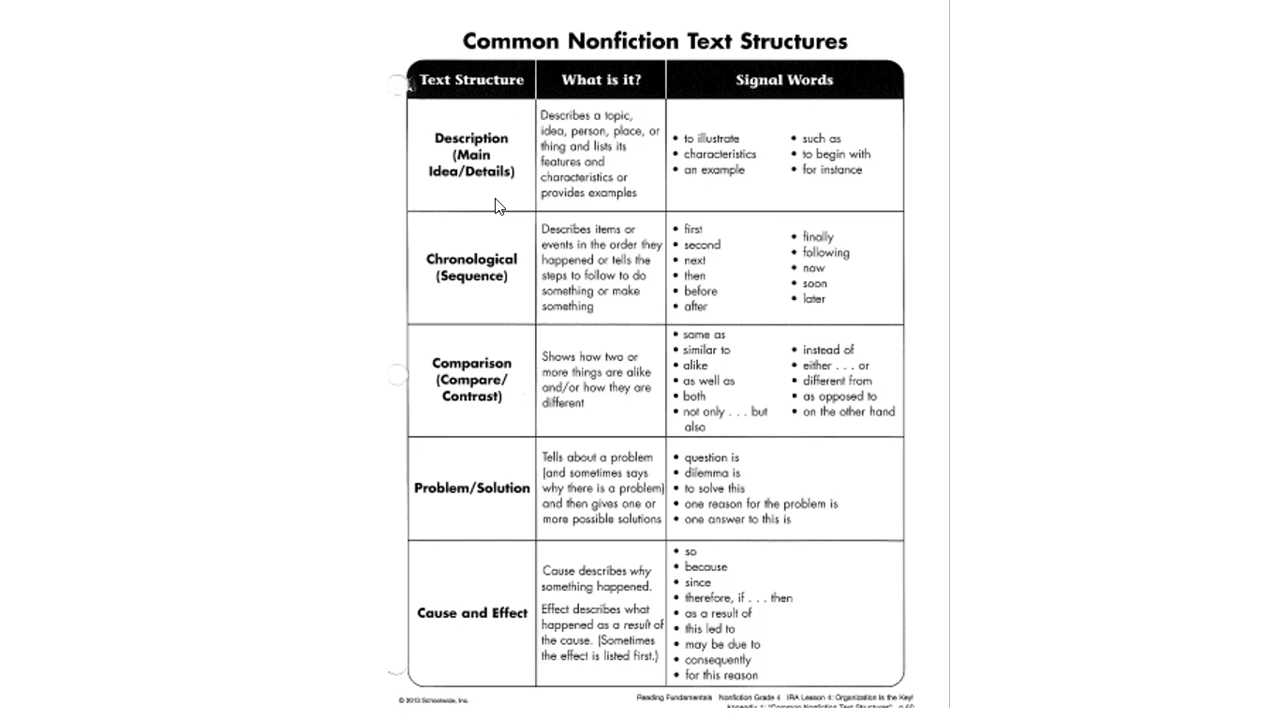 Common Nonfiction Text Structures
Text Structure
What is it?
Signal Words
Description
(Main
Idea/Details)
Describes a topic,
idea, person, place, or
thing and lists its
features and
characteristics or
provides examples
• to illustrate
• characteristics
• an example
• such as
• to begin with
• for instance
Chronological
(Sequence)
Describes items or
events in the order they
happened or tells the
steps to follow to do
something or make
something
• first
• second
• next
• then
• before
• after
• finally
• following
• now
• soon
• later
Comparison
(Compare/
Contrast)
Shows how two or
more things are alike
and/or how they are
different
• same as
• similar to
• alike
• as well as
• both
• not only . . . but
also
• instead of
• either . . . or
• different from
• as opposed to
• on the other hand
Problem/Solution
Tells about a problem
(and sometimes says
why there is a problem)
and then gives one or
more possible solutions
• question is
• dilemma is
• to solve this
• one reason for the problem is
• one answer to this is
Cause and Effect
Cause describes why
something happened.
Effect describes what
happened as a result of
the cause. (Sometimes
the effect is listed first.)
• so
• because
• since
• therefore, if . . . then
• as a result of
• this led to
• may be due to
• consequently
• for this reason
© 2013 Schoolwide, Inc.
Reading Fundamentals Nonfiction Grade 4 IRA Lesson 4: Organization Is the Key!
Appendix 1: "Common Nonfiction Text Structures"